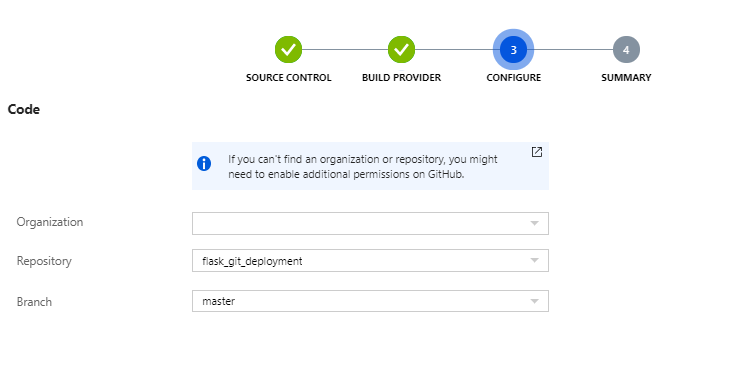 3
4
SOURCE CONTROL
BUILD PROVIDER
CONFIGURE
SUMMARY
Code
If you can't find an organization or repository, you might
need to enable additional permissions on GitHub.
Organization
Repository
flask_git_deployment
Branch
master